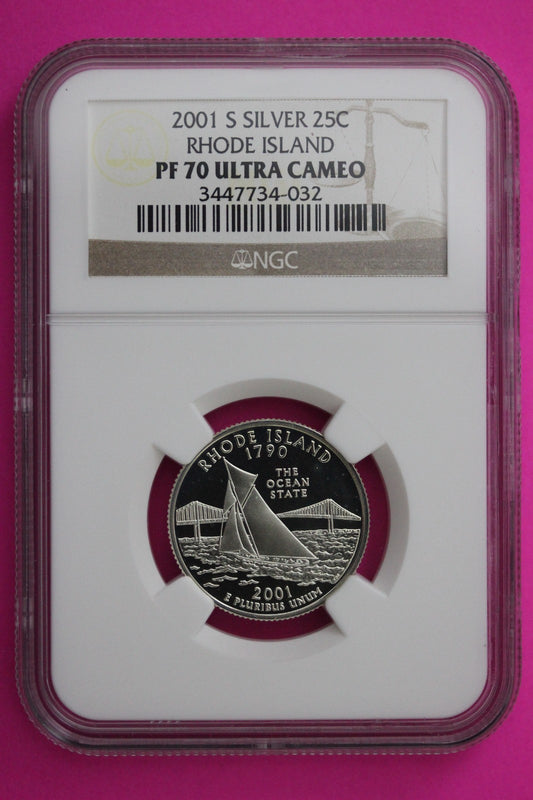 2001 S SILVER 25C
RHODE ISLAND
PF 70 ULTRA CAMEO
3447734-032
NGC
RHODE ISLAND
1790
THE
OCEAN
STATE
2001
E PLURIBUS UNUM